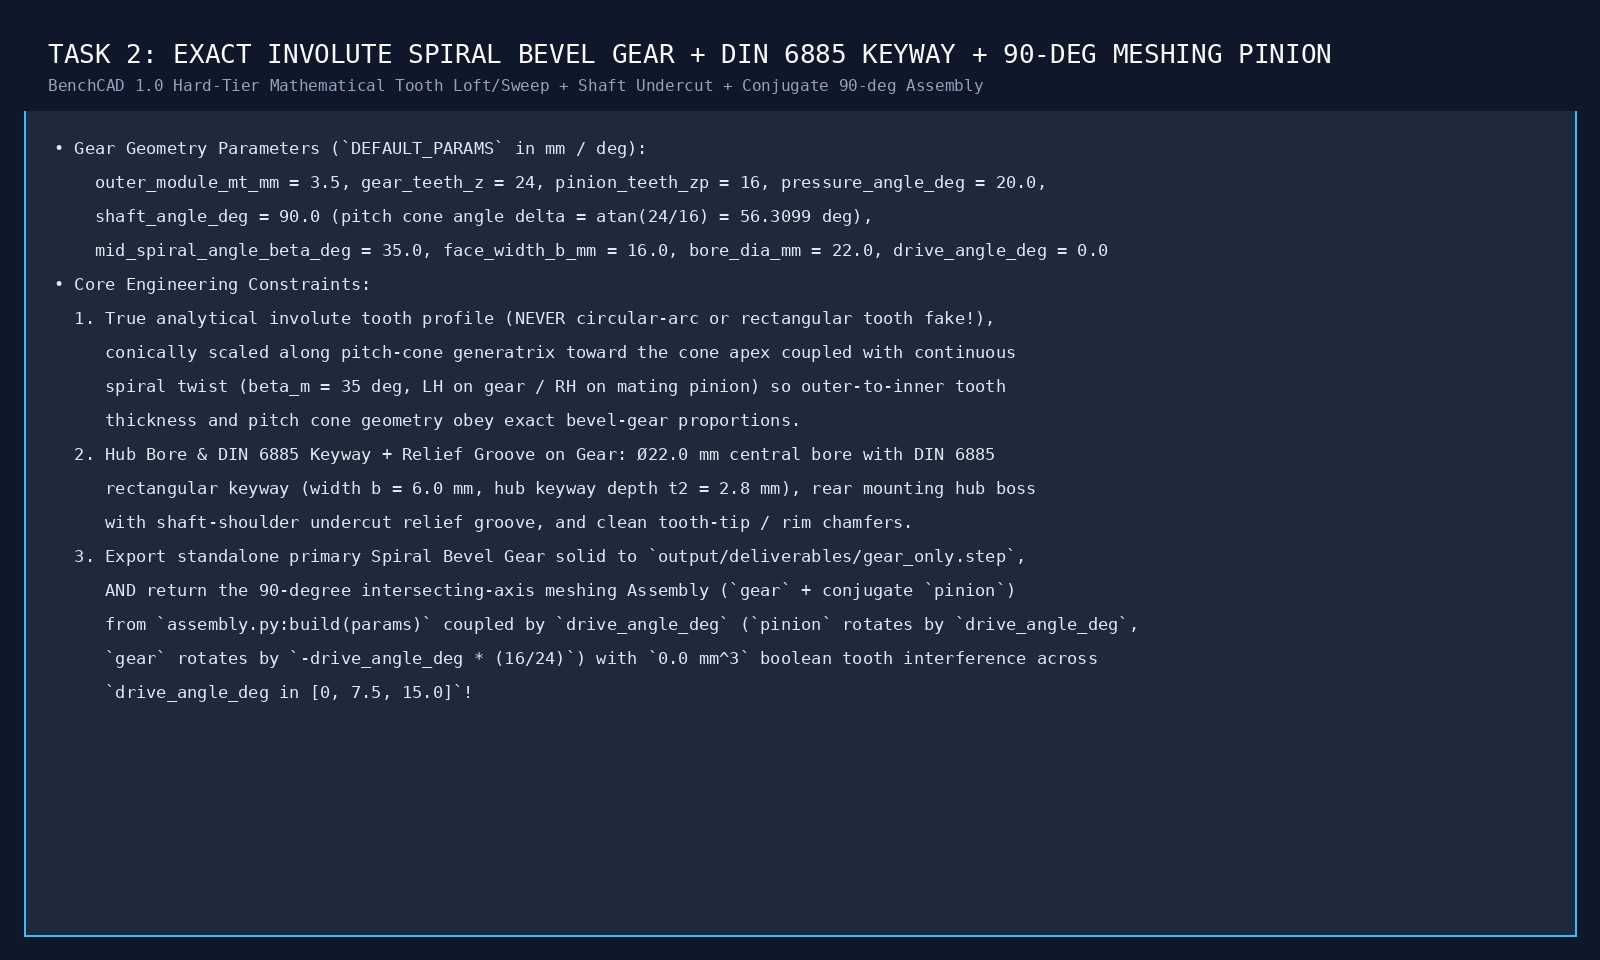 TASK 2: EXACT INVOLUTE SPIRAL BEVEL GEAR + DIN 6885 KEYWAY + 90-DEG MESHING PINION
BenchCAD 1.0 Hard-Tier Mathematical Tooth Loft/Sweep + Shaft Undercut + Conjugate 90-deg Assembly
• Gear Geometry Parameters (`DEFAULT_PARAMS` in mm / deg):
outer_module_mt_mm = 3.5, gear_teeth_z = 24, pinion_teeth_zp = 16, pressure_angle_deg = 20.0,
shaft_angle_deg = 90.0 (pitch cone angle delta = atan(24/16) = 56.3099 deg),
mid_spiral_angle_beta_deg = 35.0, face_width_b_mm = 16.0, bore_dia_mm = 22.0, drive_angle_deg = 0.0
• Core Engineering Constraints:
1. True analytical involute tooth profile (NEVER circular-arc or rectangular tooth fake!),
conically scaled along pitch-cone generatrix toward the cone apex coupled with continuous
spiral twist (beta_m = 35 deg, LH on gear / RH on mating pinion) so outer-to-inner tooth
thickness and pitch cone geometry obey exact bevel-gear proportions.
2. Hub Bore & DIN 6885 Keyway + Relief Groove on Gear: Ø22.0 mm central bore with DIN 6885
rectangular keyway (width b = 6.0 mm, hub keyway depth t2 = 2.8 mm), rear mounting hub boss
with shaft-shoulder undercut relief groove, and clean tooth-tip / rim chamfers.
3. Export standalone primary Spiral Bevel Gear solid to `output/deliverables/gear_only.step`,
AND return the 90-degree intersecting-axis meshing Assembly (`gear` + conjugate `pinion`)
from `assembly.py:build(params)` coupled by `drive_angle_deg` (`pinion` rotates by `drive_angle_deg`,
`gear` rotates by `-drive_angle_deg * (16/24)`) with `0.0 mm^3` boolean tooth interference across
`drive_angle_deg in [0, 7.5, 15.0]`!